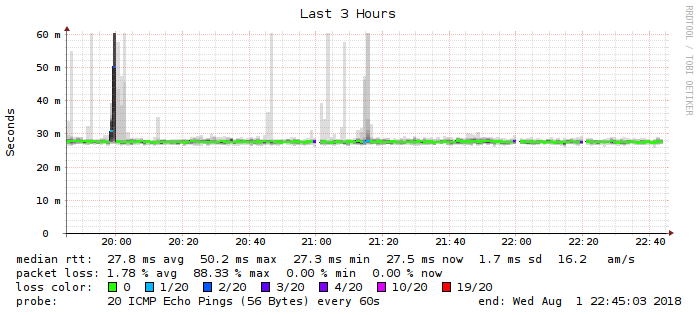 Last 3 Hours
RRDTOOL / TOBI OETIKER
Seconds
60 m
50 m
40 m
30 m
20 m
10 m
0
20:00 20:20 20:40 21:00 21:20 21:40 22:00 22:20 22:40
median rtt: 27.8 ms avg 50.2 ms max 27.3 ms min 27.5 ms now 1.7 ms sd 16.2 am/s
packet loss: 1.78 % avg 88.33 % max 0.00 % min 0.00 % now
loss color: 0 1/20 2/20 3/20 4/20 10/20 19/20
probe: 20 ICMP Echo Pings (56 Bytes) every 60s end: Wed Aug 1 22:45:03 2018